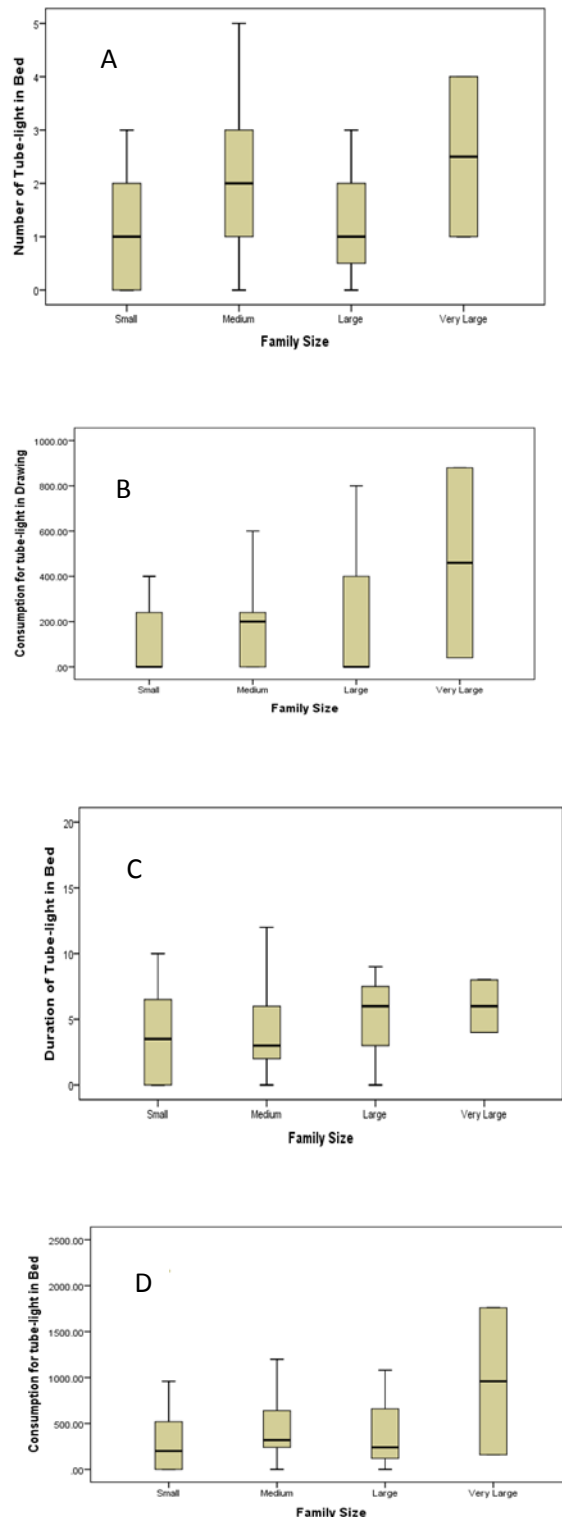 A
Number of Tube-light in Bed
5
4
3
2
1
0
Small Medium Large Very Large
Family Size
B
Consumption for tube-light in Drawing
1000.00
800.00
600.00
400.00
200.00
.00
Small Medium Large Very Large
Family Size
C
Duration of Tube-light in Bed
20
15
10
5
0
Small Medium Large Very Large
Family Size
D
Consumption for tube-light in Bed
2500.00
2000.00
1500.00
1000.00
500.00
.00
Small Medium Large Very Large
Family Size